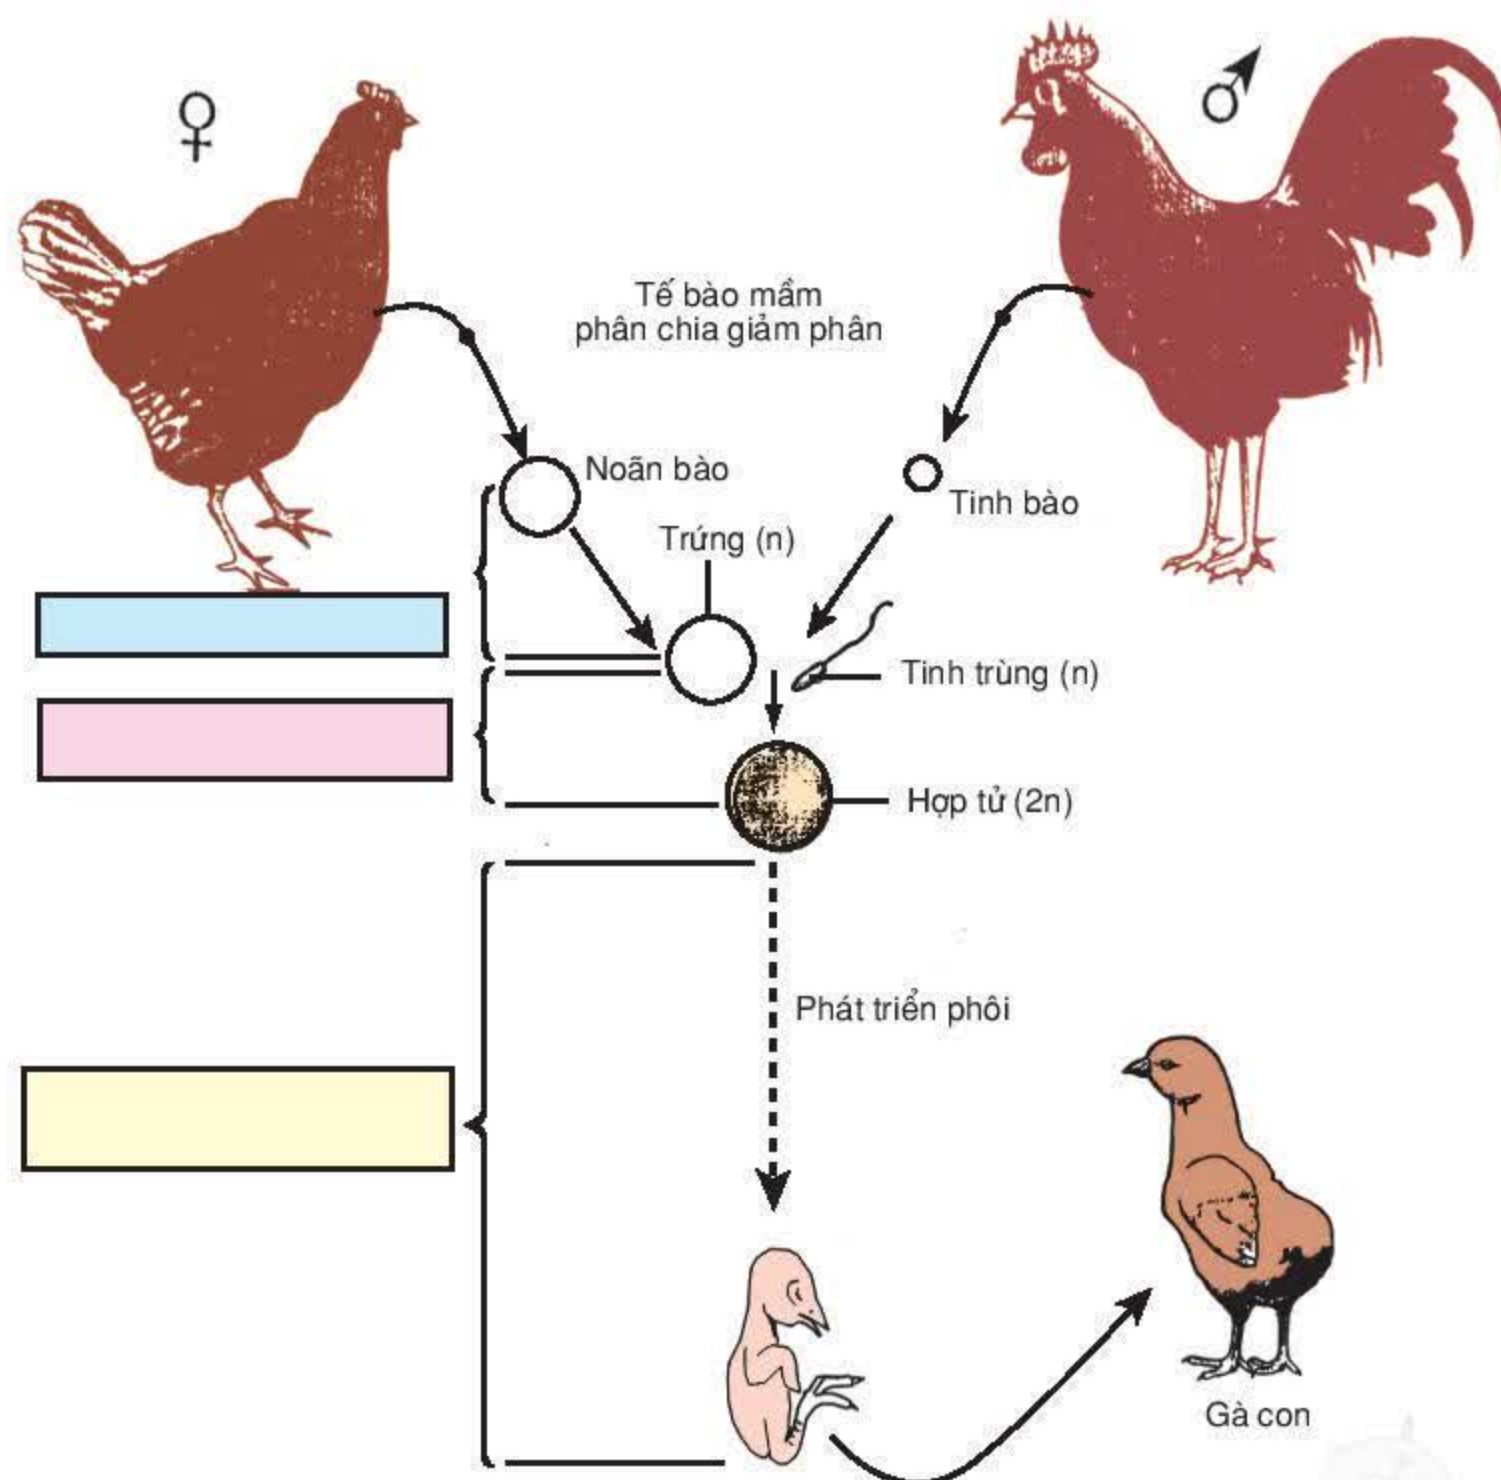 ♀
♂
Tế bào mầm
phân chia giảm phân
Noãn bào
Tinh bào
Trứng (n)
Tinh trùng (n)
Hợp tử (2n)
Phát triển phôi
Gà con